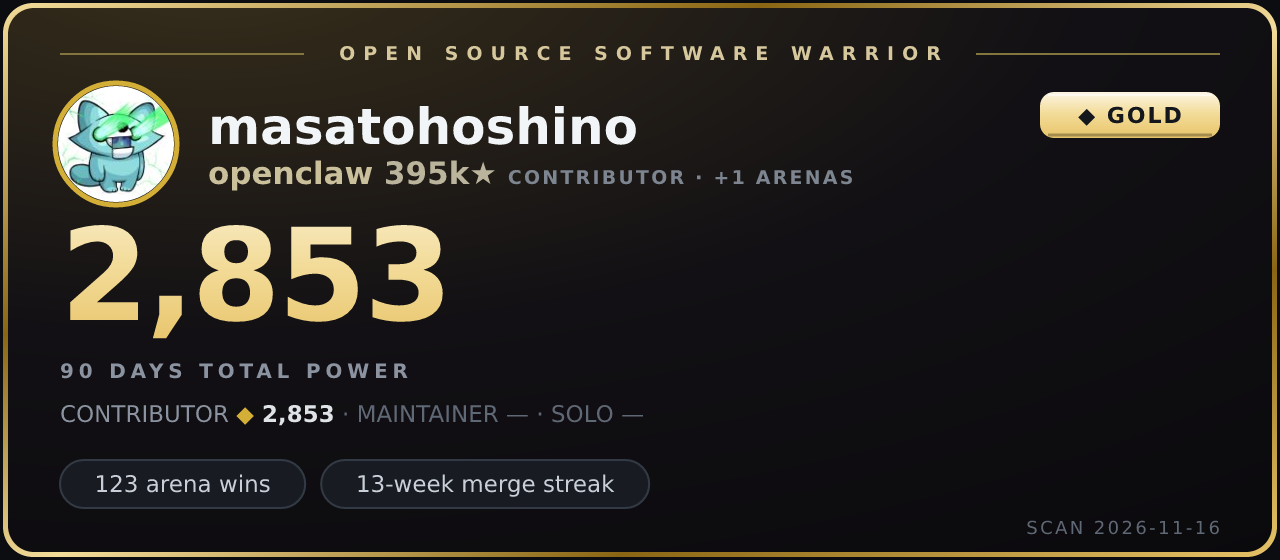 OPEN SOURCE SOFTWARE WARRIOR
masatohoshino
◆ GOLD
openclaw 395k★ CONTRIBUTOR · +1 ARENAS
2,853
90 DAYS TOTAL POWER
CONTRIBUTOR ◆ 2,853 · MAINTAINER — · SOLO —
123 arena wins
13-week merge streak
SCAN 2026-11-16